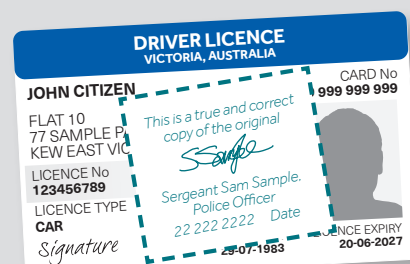 DRIVER LICENCE
VICTORIA, AUSTRALIA
JOHN CITIZEN
CARD No
999 999 999
FLAT 10
77 SAMPLE
KEW EAST VIC
This is a true and correct
copy of the original
SSample
Sergeant Sam Sample.
Police Officer
22 222 2222 Date
LICENCE No
123456789
LICENCE TYPE
CAR
Signature
29-07-1983
LICENCE EXPIRY
20-06-2027